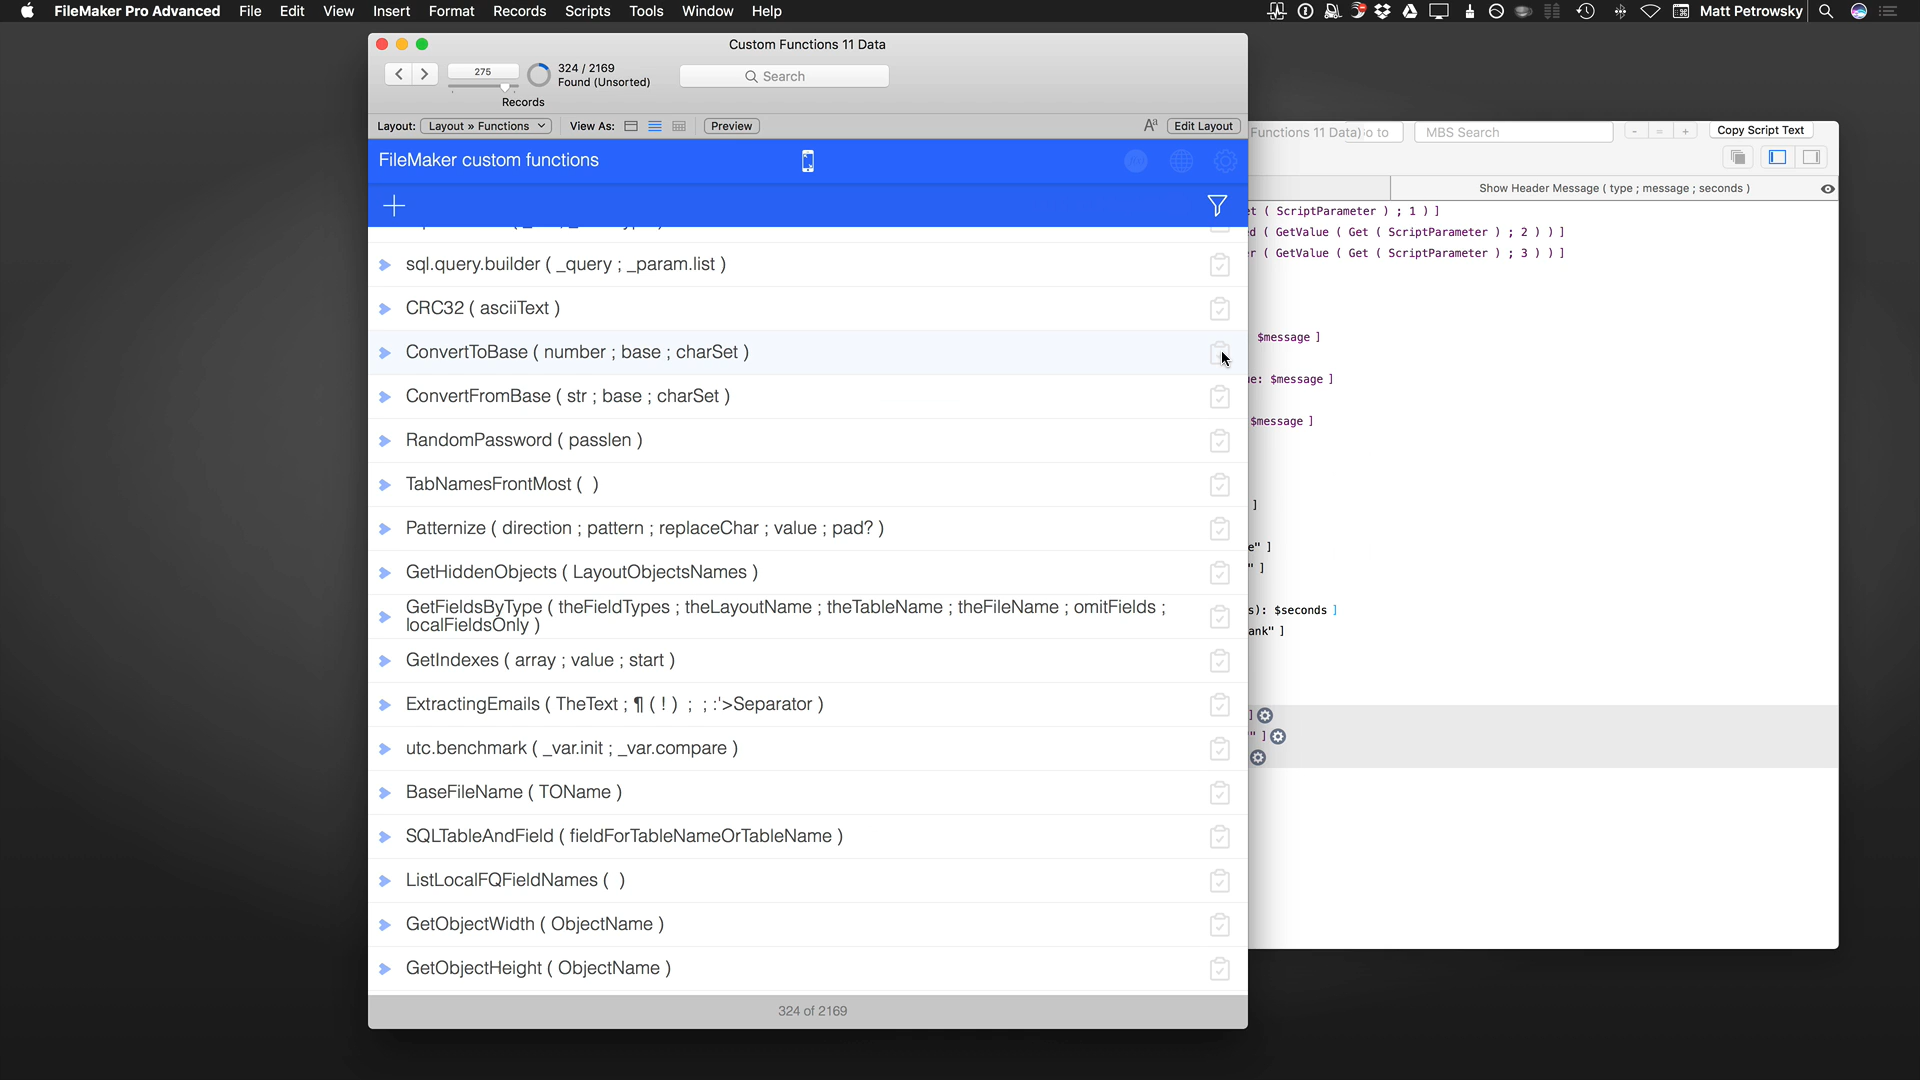 FileMaker Pro Advanced File Edit View Insert Format Records Scripts Tools Window Help Matt Petrowsky
Custom Functions 11 Data
275
324 / 2169
Found (Unsorted)
Search
Records
Layout: Layout » Functions View As: Preview Aa Edit Layout
FileMaker custom functions
sql.query.builder ( _query ; _param.list )
CRC32 ( asciiText )
ConvertToBase ( number ; base ; charSet )
ConvertFromBase ( str ; base ; charSet )
RandomPassword ( passlen )
TabNamesFrontMost ( )
Patternize ( direction ; pattern ; replaceChar ; value ; pad? )
GetHiddenObjects ( LayoutObjectsNames )
GetFieldsByType ( theFieldTypes ; theLayoutName ; theTableName ; theFileName ; omitFields ;
localFieldsOnly )
GetIndexes ( array ; value ; start )
ExtractingEmails ( TheText ; ¶ ( ! ) ; ; :'>Separator )
utc.benchmark ( _var.init ; _var.compare )
BaseFileName ( TOName )
SQLTableAndField ( fieldForTableNameOrTableName )
ListLocalFQFieldNames ( )
GetObjectWidth ( ObjectName )
GetObjectHeight ( ObjectName )
324 of 2169
Functions 11 Data) o to MBS Search - = + Copy Script Text
Show Header Message ( type ; message ; seconds )
et ( ScriptParameter ) ; 1 ) ]
d ( GetValue ( Get ( ScriptParameter ) ; 2 ) ) ]
r ( GetValue ( Get ( ScriptParameter ) ; 3 ) ) ]
$message ]
e: $message ]
$message ]
]
e" ]
" ]
s): $seconds ]
ank" ]
]
" ]